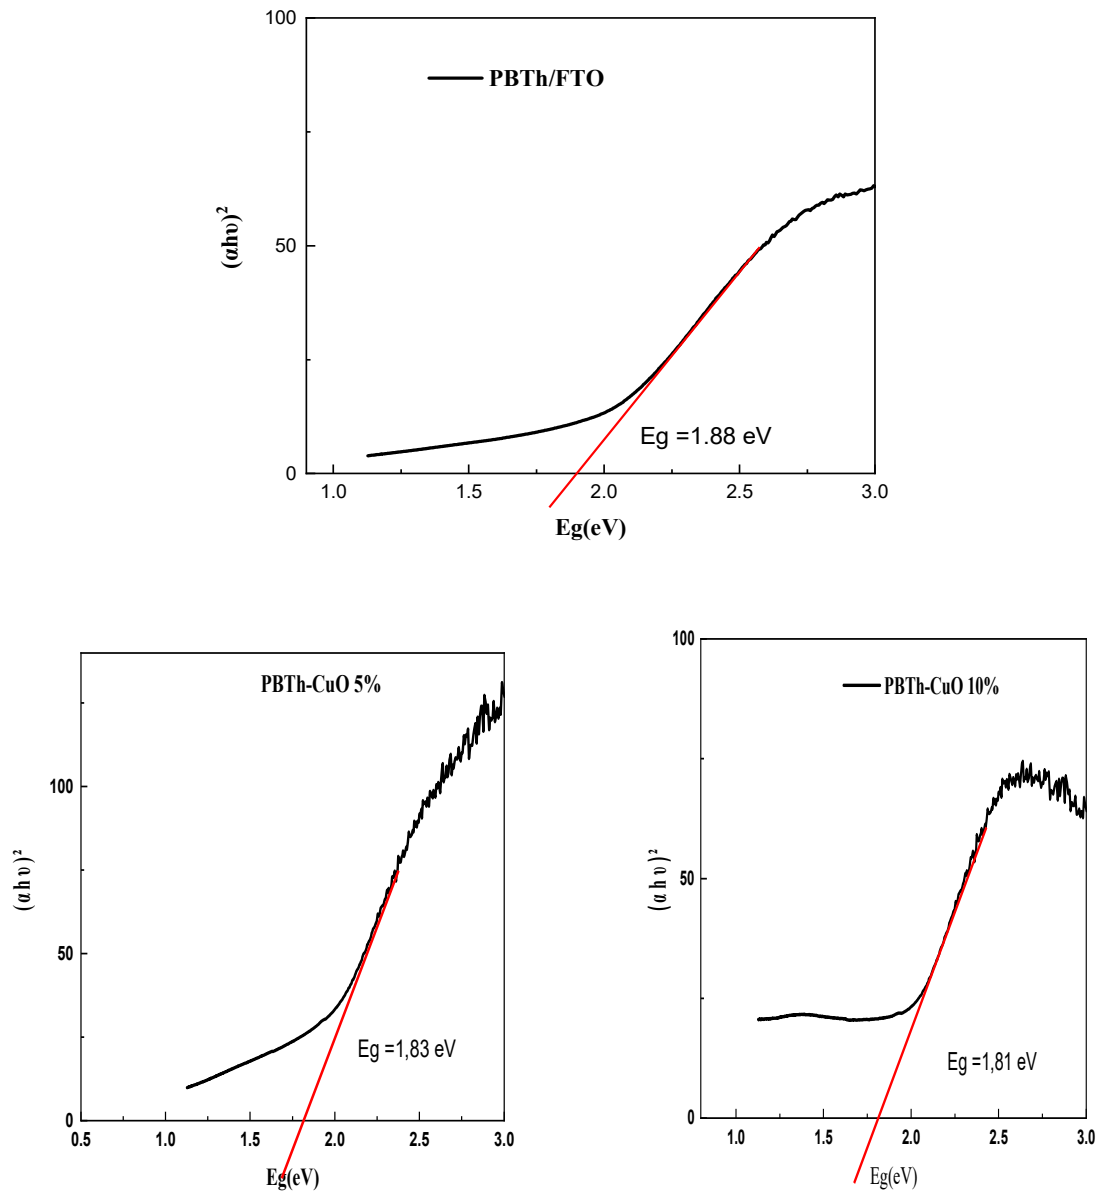 100
PBTh/FTO
50
(αhυ)²
Eg =1.88 eV
0
1.0 1.5 2.0 2.5 3.0
Eg(eV)
PBTh-CuO 5%
100
(αhυ)²
50
Eg =1,83 eV
0
0.5 1.0 1.5 2.0 2.5 3.0
Eg(eV)
100
PBTh-CuO 10%
50
(αhυ)²
Eg =1,81 eV
0
1.0 1.5 2.0 2.5 3.0
Eg(eV)